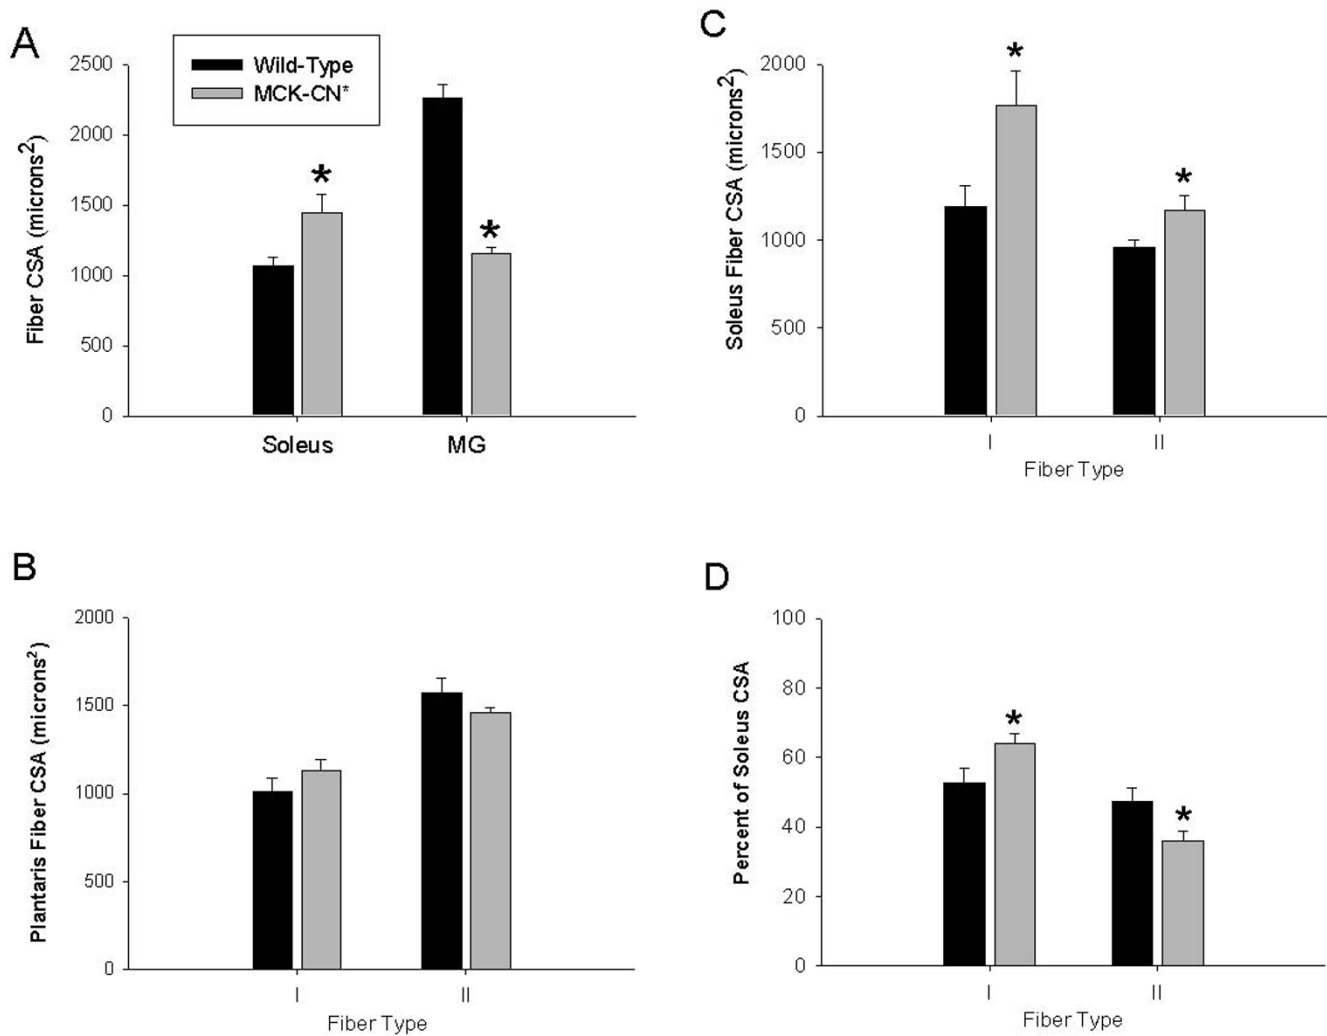 A
Wild-Type
MCK-CN*
Fiber CSA (microns²)
2500
2000
1500
1000
500
0
*
*
Soleus
MG
B
Plantaris Fiber CSA (microns²)
2000
1500
1000
500
0
I
II
Fiber Type
C
Soleus Fiber CSA (microns²)
2000
1500
1000
500
0
*
*
I
II
Fiber Type
D
Percent of Soleus CSA
100
80
60
40
20
0
*
*
I
II
Fiber Type